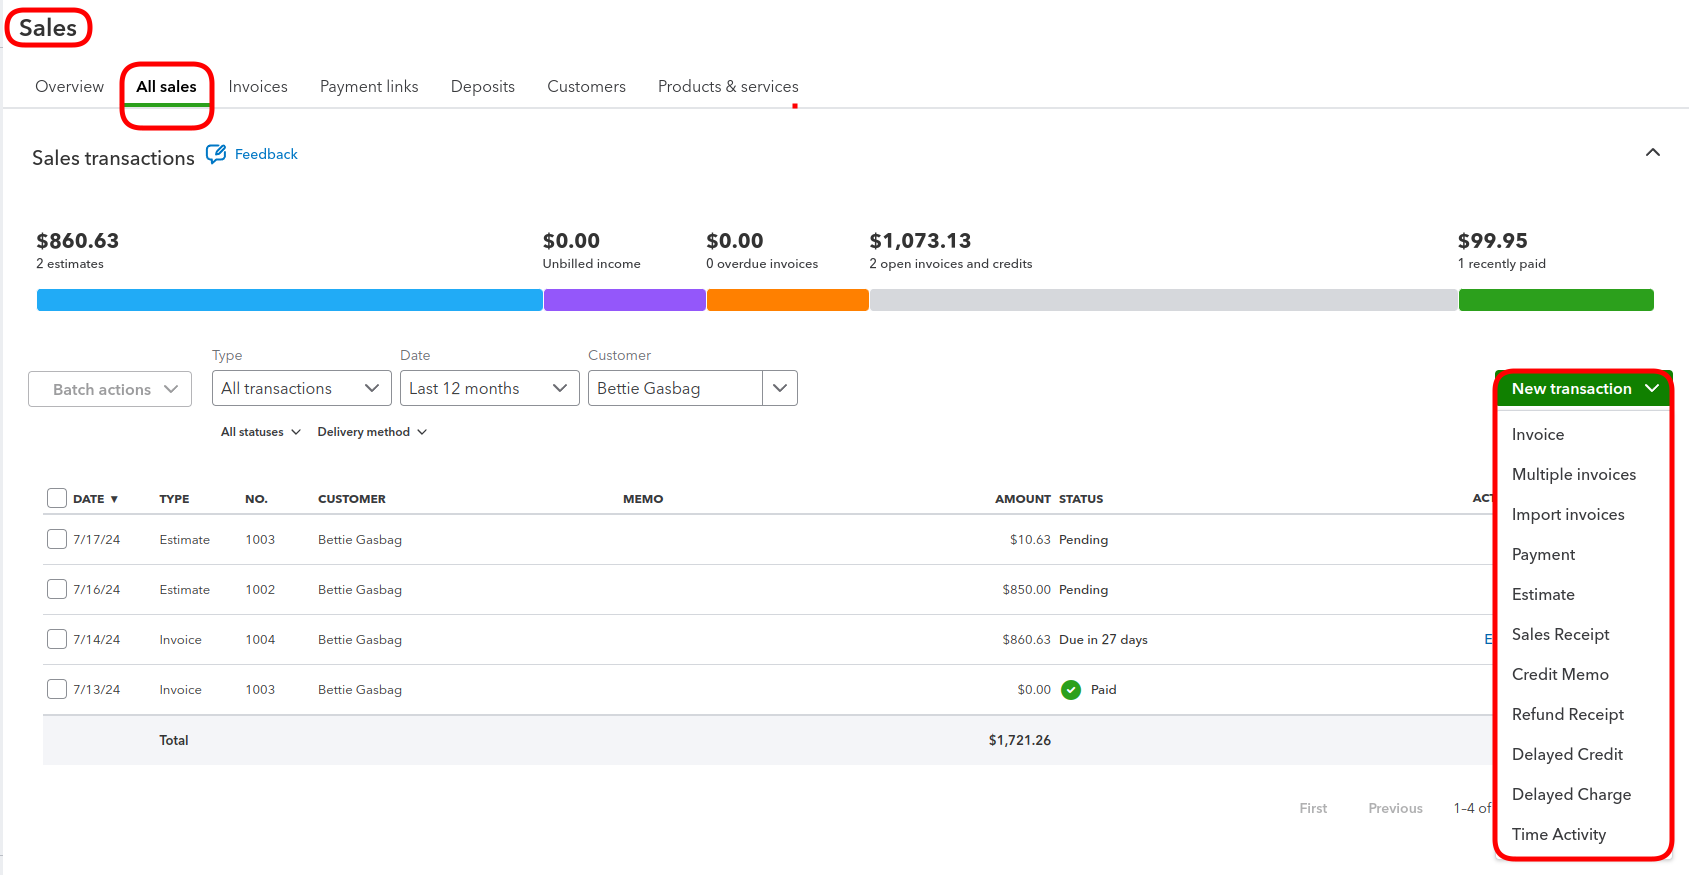 Sales
Overview All sales Invoices Payment links Deposits Customers Products & services
Sales transactions Feedback
$860.63 $0.00 $0.00 $1,073.13 $99.95
2 estimates Unbilled income 0 overdue invoices 2 open invoices and credits 1 recently paid
Type Date Customer
Batch actions All transactions Last 12 months Bettie Gasbag New transaction
All statuses Delivery method
Invoice
Multiple invoices
DATE ▼ TYPE NO. CUSTOMER MEMO AMOUNT STATUS ACT
Import invoices
7/17/24 Estimate 1003 Bettie Gasbag $10.63 Pending
Payment
7/16/24 Estimate 1002 Bettie Gasbag $850.00 Pending
Estimate
7/14/24 Invoice 1004 Bettie Gasbag $860.63 Due in 27 days E
Sales Receipt
Credit Memo
7/13/24 Invoice 1003 Bettie Gasbag $0.00 Paid
Refund Receipt
Total $1,721.26
Delayed Credit
Delayed Charge
First Previous 1-4 of
Time Activity